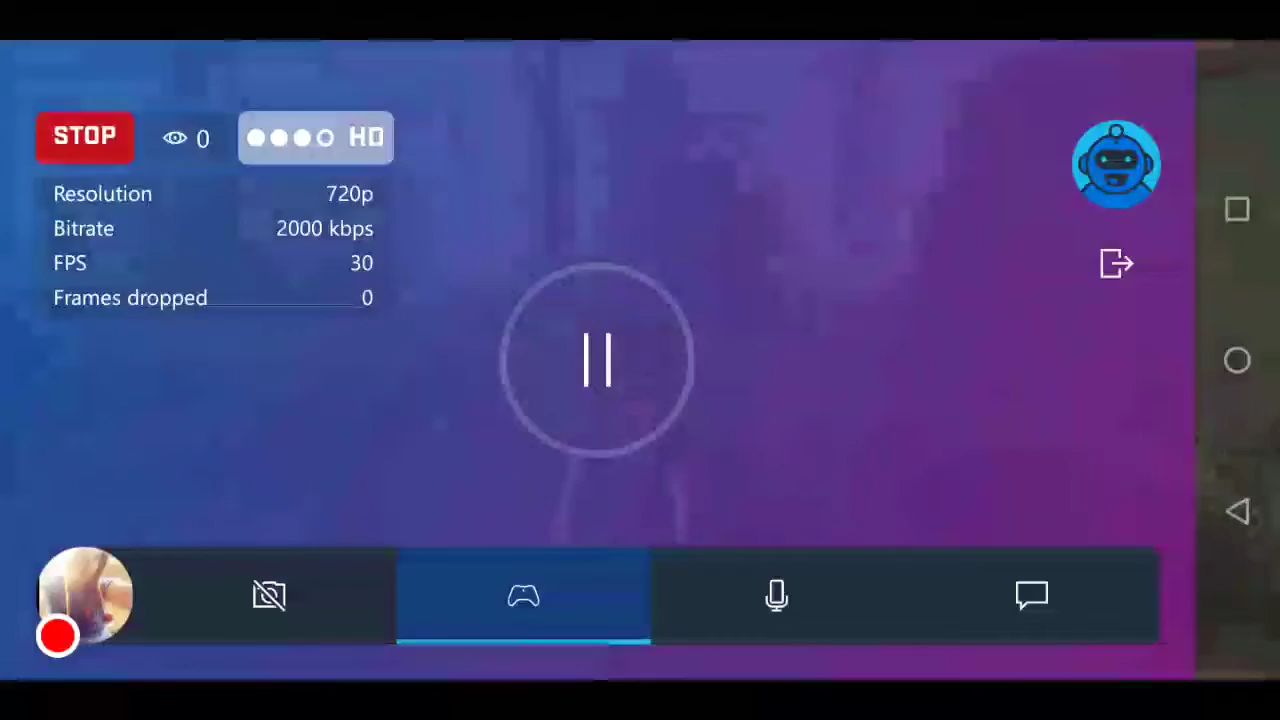 STOP 0 HD
Resolution 720p
Bitrate 2000 kbps
FPS 30
Frames dropped 0